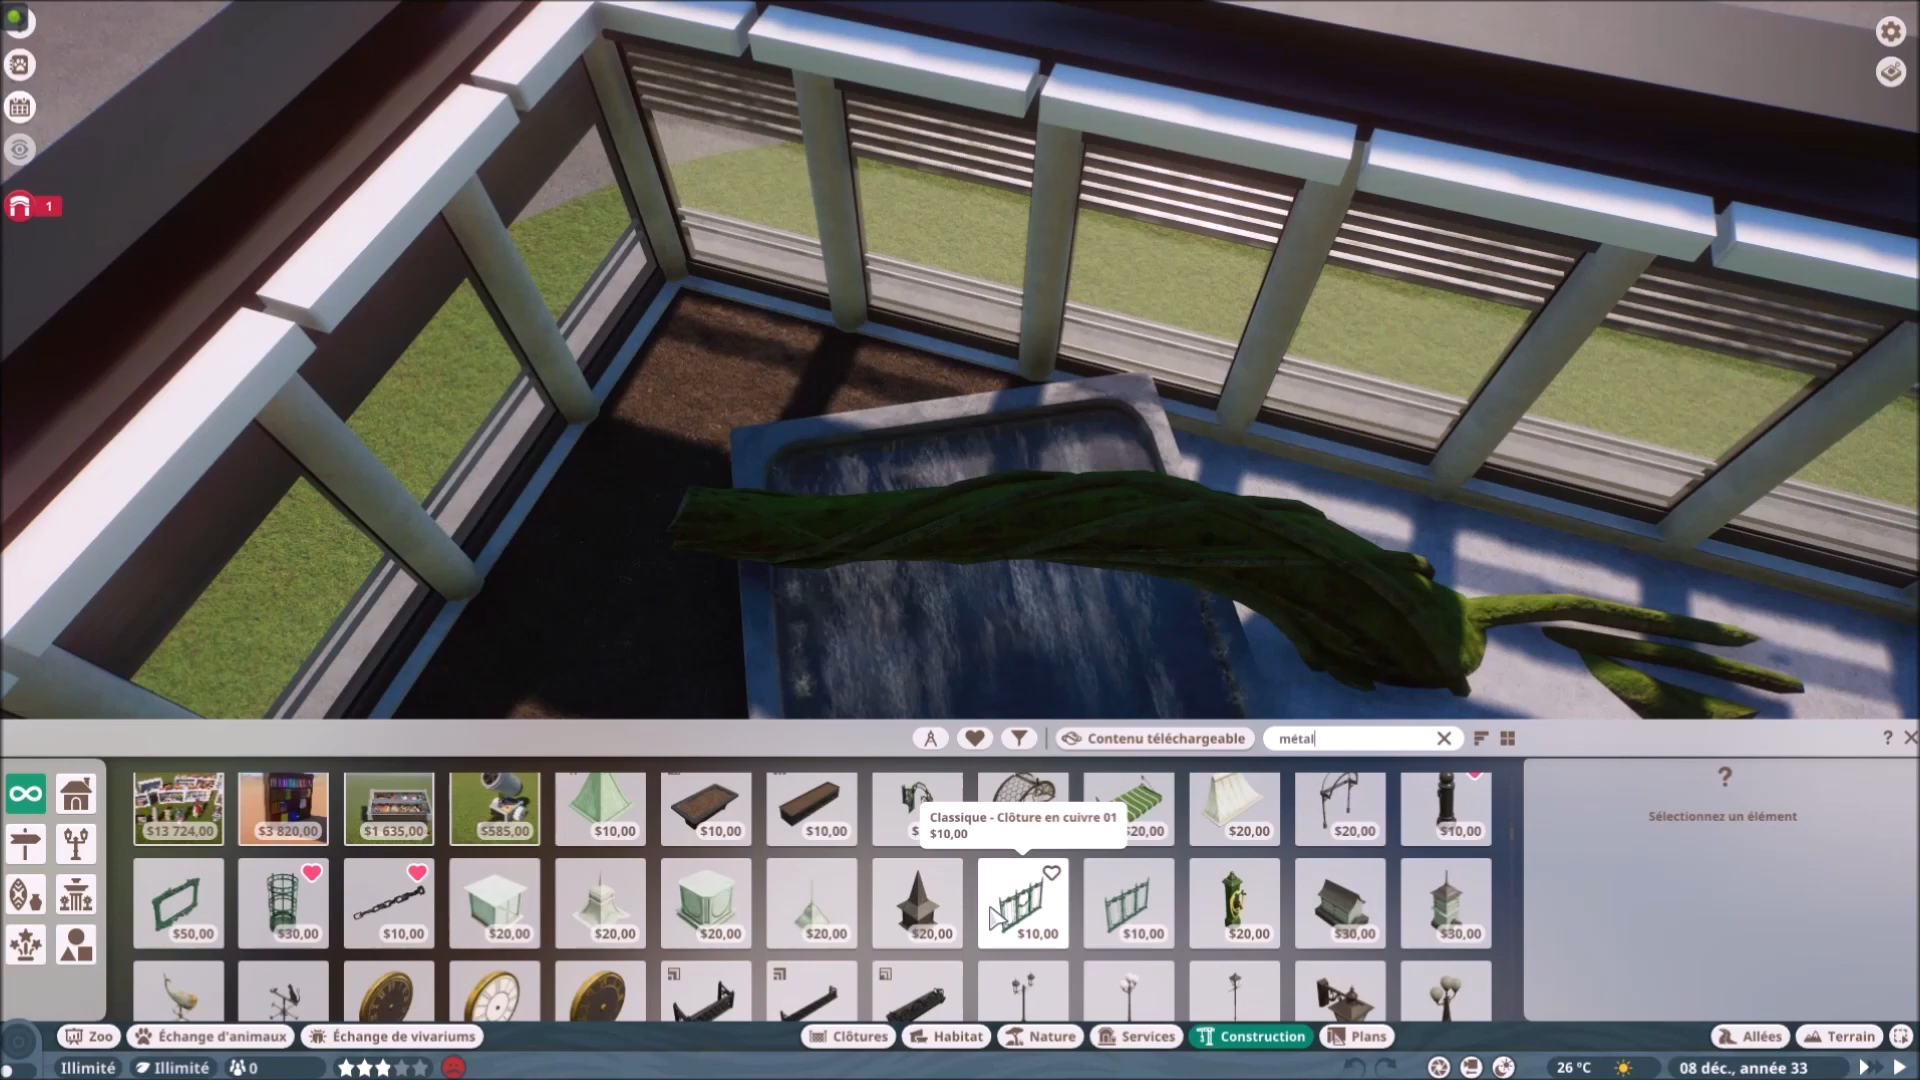 1
Contenu téléchargeable
métal
?
?
Sélectionnez un élément
$13 724,00
$3 820,00
$1 635,00
$585,00
$10,00
$10,00
$10,00
$20,00
$20,00
$20,00
$10,00
Classique - Clôture en cuivre 01
$10,00
$50,00
$30,00
$10,00
$20,00
$20,00
$20,00
$20,00
$20,00
$10,00
$10,00
$20,00
$30,00
$30,00
Zoo
Échange d'animaux
Échange de vivariums
Clôtures
Habitat
Nature
Services
Construction
Plans
Allées
Terrain
Illimité
Illimité
0
26 °C
08 déc., année 33